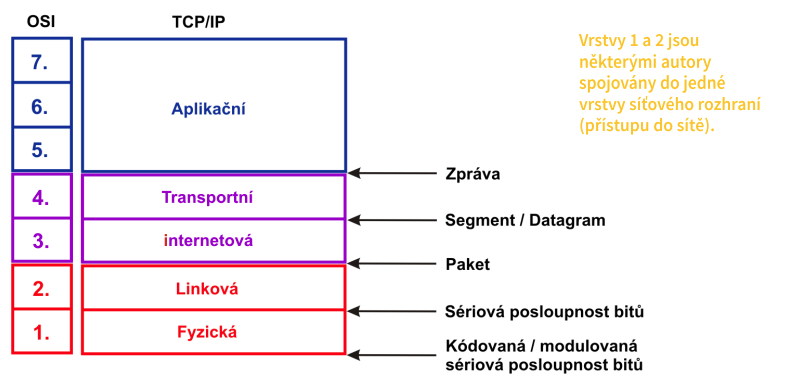 OSI
TCP/IP
7.
6.
5.
Aplikační
4.
Transportní
3.
internetová
2.
Linková
1.
Fyzická
Zpráva
Segment / Datagram
Paket
Sériová posloupnost bitů
Kódovaná / modulovaná
sériová posloupnost bitů
Vrstvy 1 a 2 jsou
některými autory
spojovány do jedné
vrstvy síťového rozhraní
(přístupu do sítě).